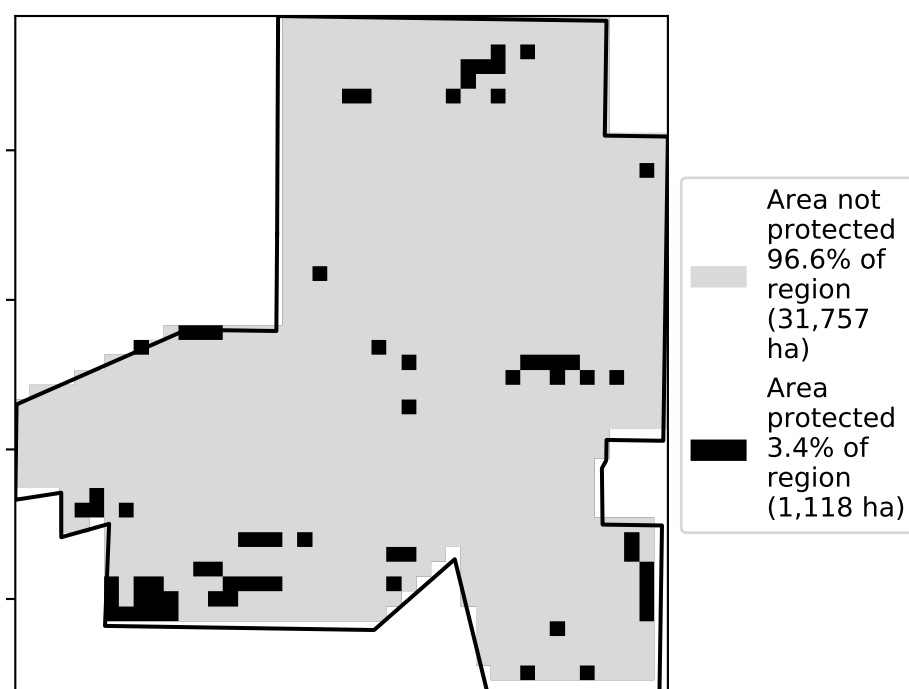 Area not
protected
96.6% of
region
(31,757
ha)
Area
protected
3.4% of
region
(1,118 ha)